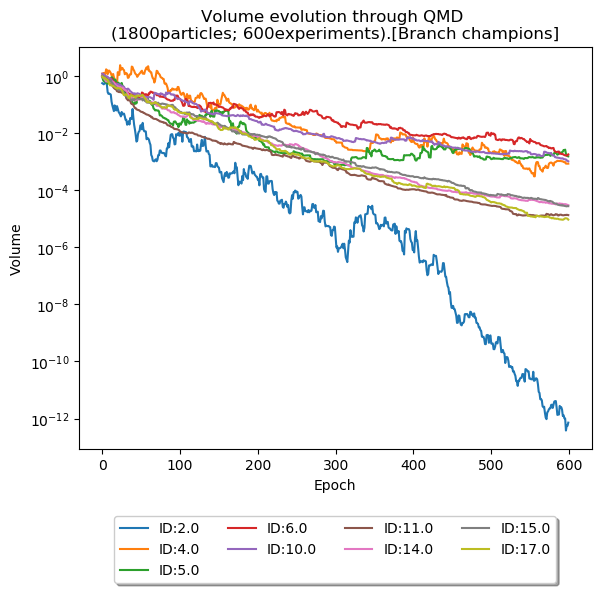 Volume evolution through QMD
(1800particles; 600experiments).[Branch champions]
10^0
10^-2
10^-4
10^-6
10^-8
10^-10
10^-12
Volume
0 100 200 300 400 500 600
Epoch
ID:2.0 ID:6.0 ID:11.0 ID:15.0
ID:4.0 ID:10.0 ID:14.0 ID:17.0
ID:5.0